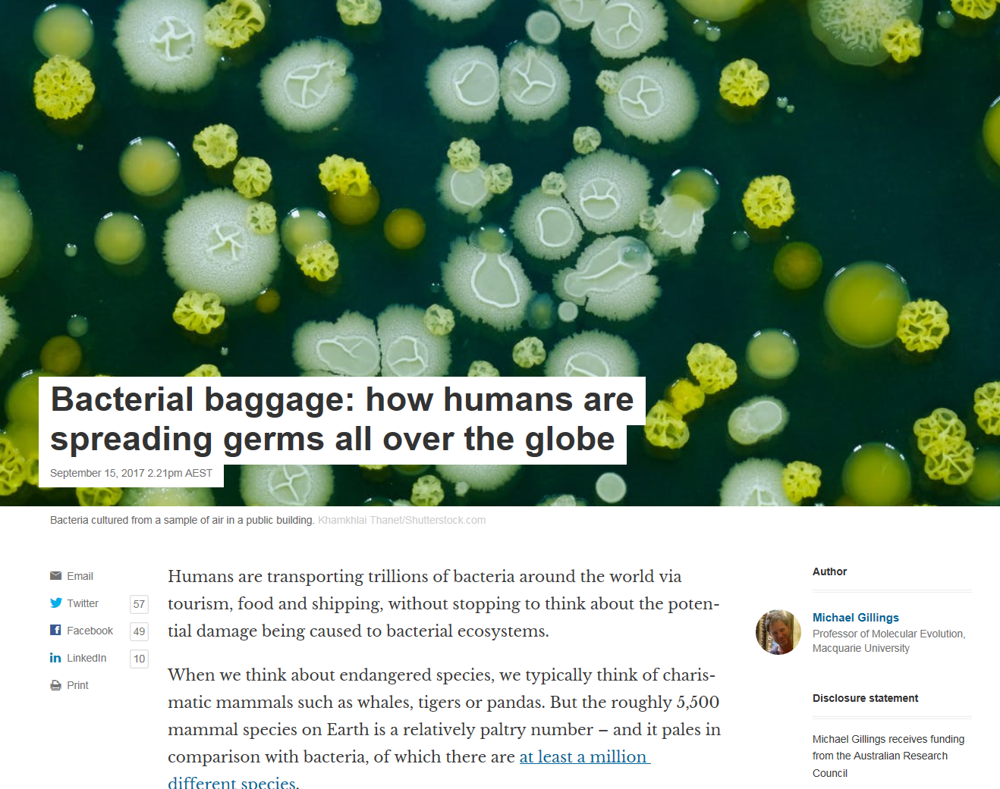 Bacterial baggage: how humans are
spreading germs all over the globe
September 15, 2017 2.21pm AEST
Bacteria cultured from a sample of air in a public building. Khamkhlai Thanet/Shutterstock.com
Email
Twitter 57
Facebook 49
LinkedIn 10
Print
Humans are transporting trillions of bacteria around the world via
tourism, food and shipping, without stopping to think about the poten-
tial damage being caused to bacterial ecosystems.
When we think about endangered species, we typically think of charis-
matic mammals such as whales, tigers or pandas. But the roughly 5,500
mammal species on Earth is a relatively paltry number – and it pales in
comparison with bacteria, of which there are at least a million
different species.
Author
Michael Gillings
Professor of Molecular Evolution,
Macquarie University
Disclosure statement
Michael Gillings receives funding
from the Australian Research
Council